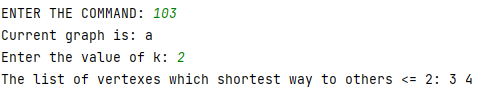 ENTER THE COMMAND: 103
Current graph is: a
Enter the value of k: 2
The list of vertexes which shortest way to others <= 2: 3 4